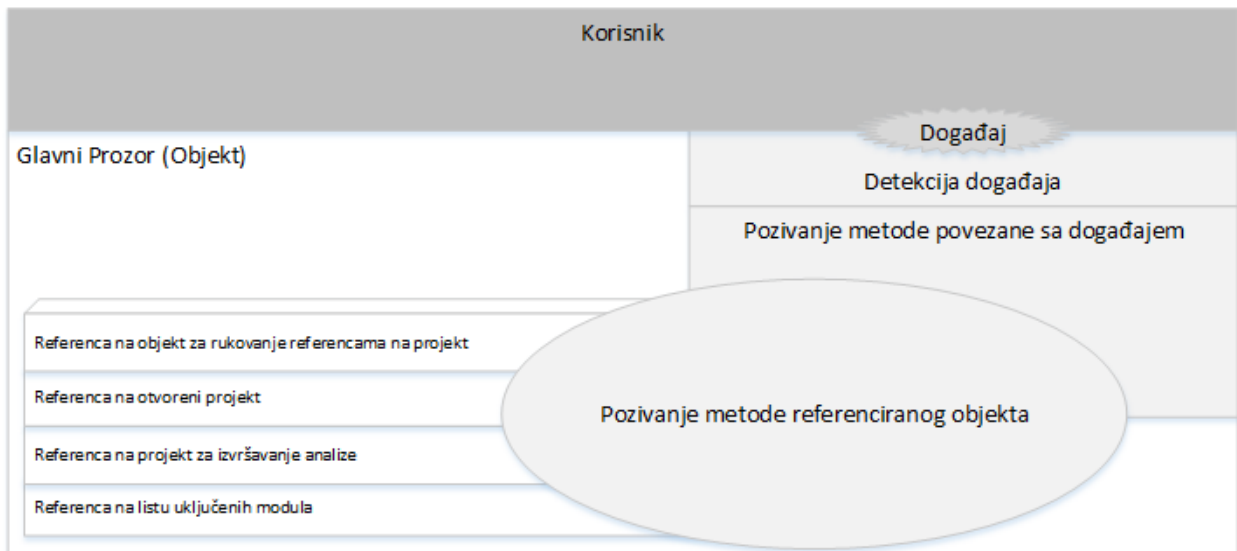 Korisnik
Događaj
Glavni Prozor (Objekt)
Detekcija događaja
Pozivanje metode povezane sa događajem
Referenca na objekt za rukovanje referencama na projekt
Referenca na otvoreni projekt
Pozivanje metode referenciranog objekta
Referenca na projekt za izvršavanje analize
Referenca na listu uključenih modula